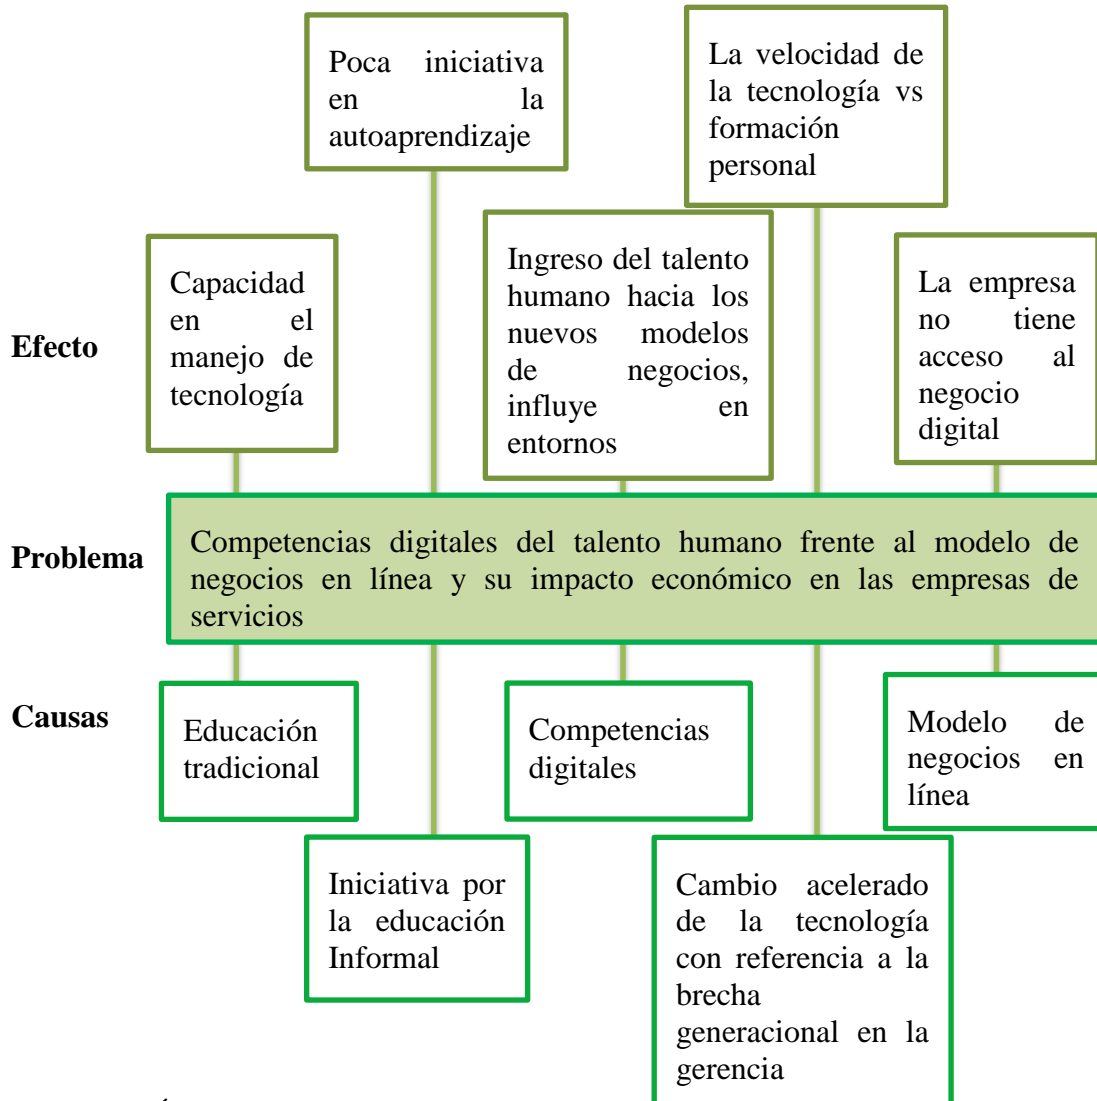 Poca iniciativa
en la
autoaprendizaje
La velocidad de
la tecnología vs
formación
personal
Efecto
Capacidad
en el
manejo de
tecnología
Ingreso del talento
humano hacia los
nuevos modelos
de negocios,
influye en
entornos
La empresa
no tiene
acceso al
negocio
digital
Problema
Competencias digitales del talento humano frente al modelo de
negocios en línea y su impacto económico en las empresas de
servicios
Causas
Educación
tradicional
Competencias
digitales
Modelo de
negocios en
línea
Iniciativa por
la educación
Informal
Cambio acelerado
de la tecnología
con referencia a la
brecha
generacional en la
gerencia